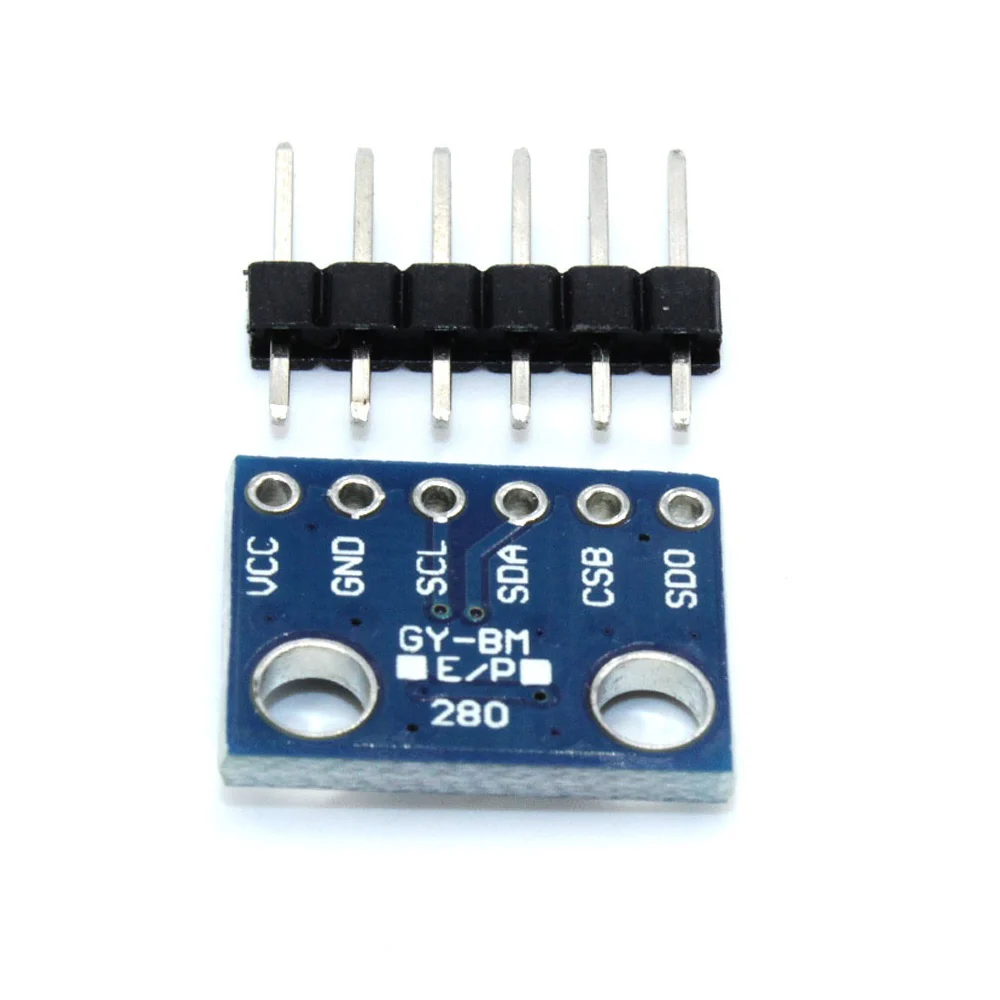 VCC
GND
SCL
SDA
CSB
SDO
GY-BM
E/P
280